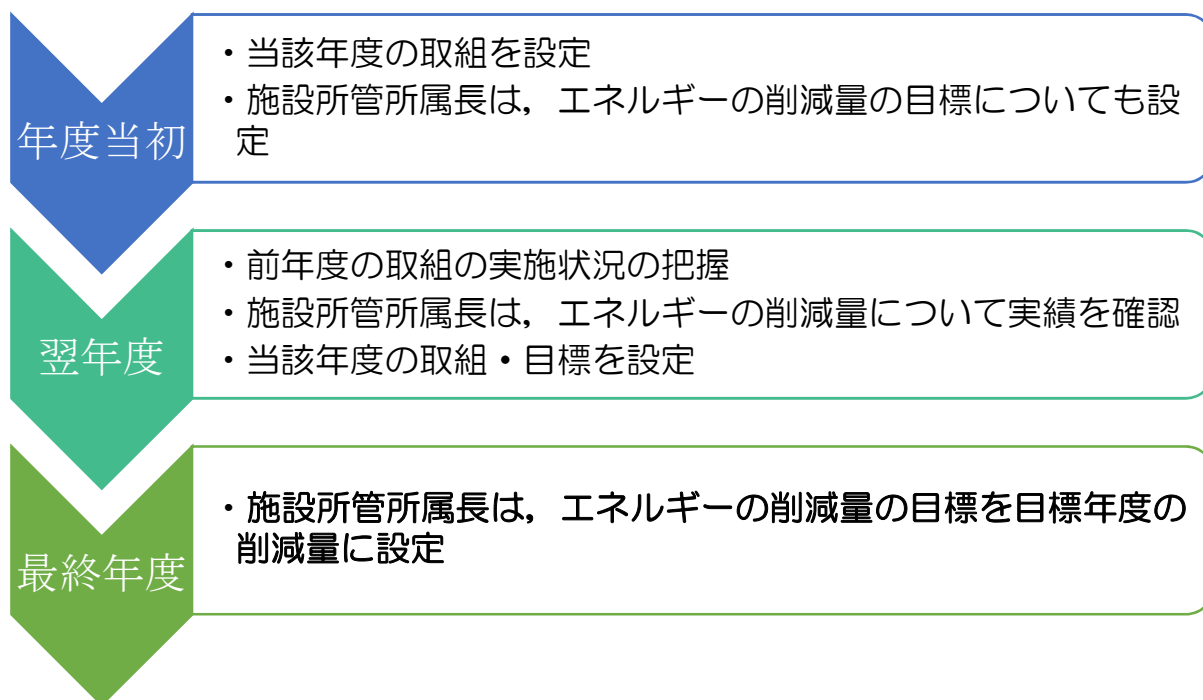 年度当初
・当該年度の取組を設定
・施設所管所属長は，エネルギーの削減量の目標についても設
定
翌年度
・前年度の取組の実施状況の把握
・施設所管所属長は，エネルギーの削減量について実績を確認
・当該年度の取組・目標を設定
最終年度
・施設所管所属長は，エネルギーの削減量の目標を目標年度の
削減量に設定